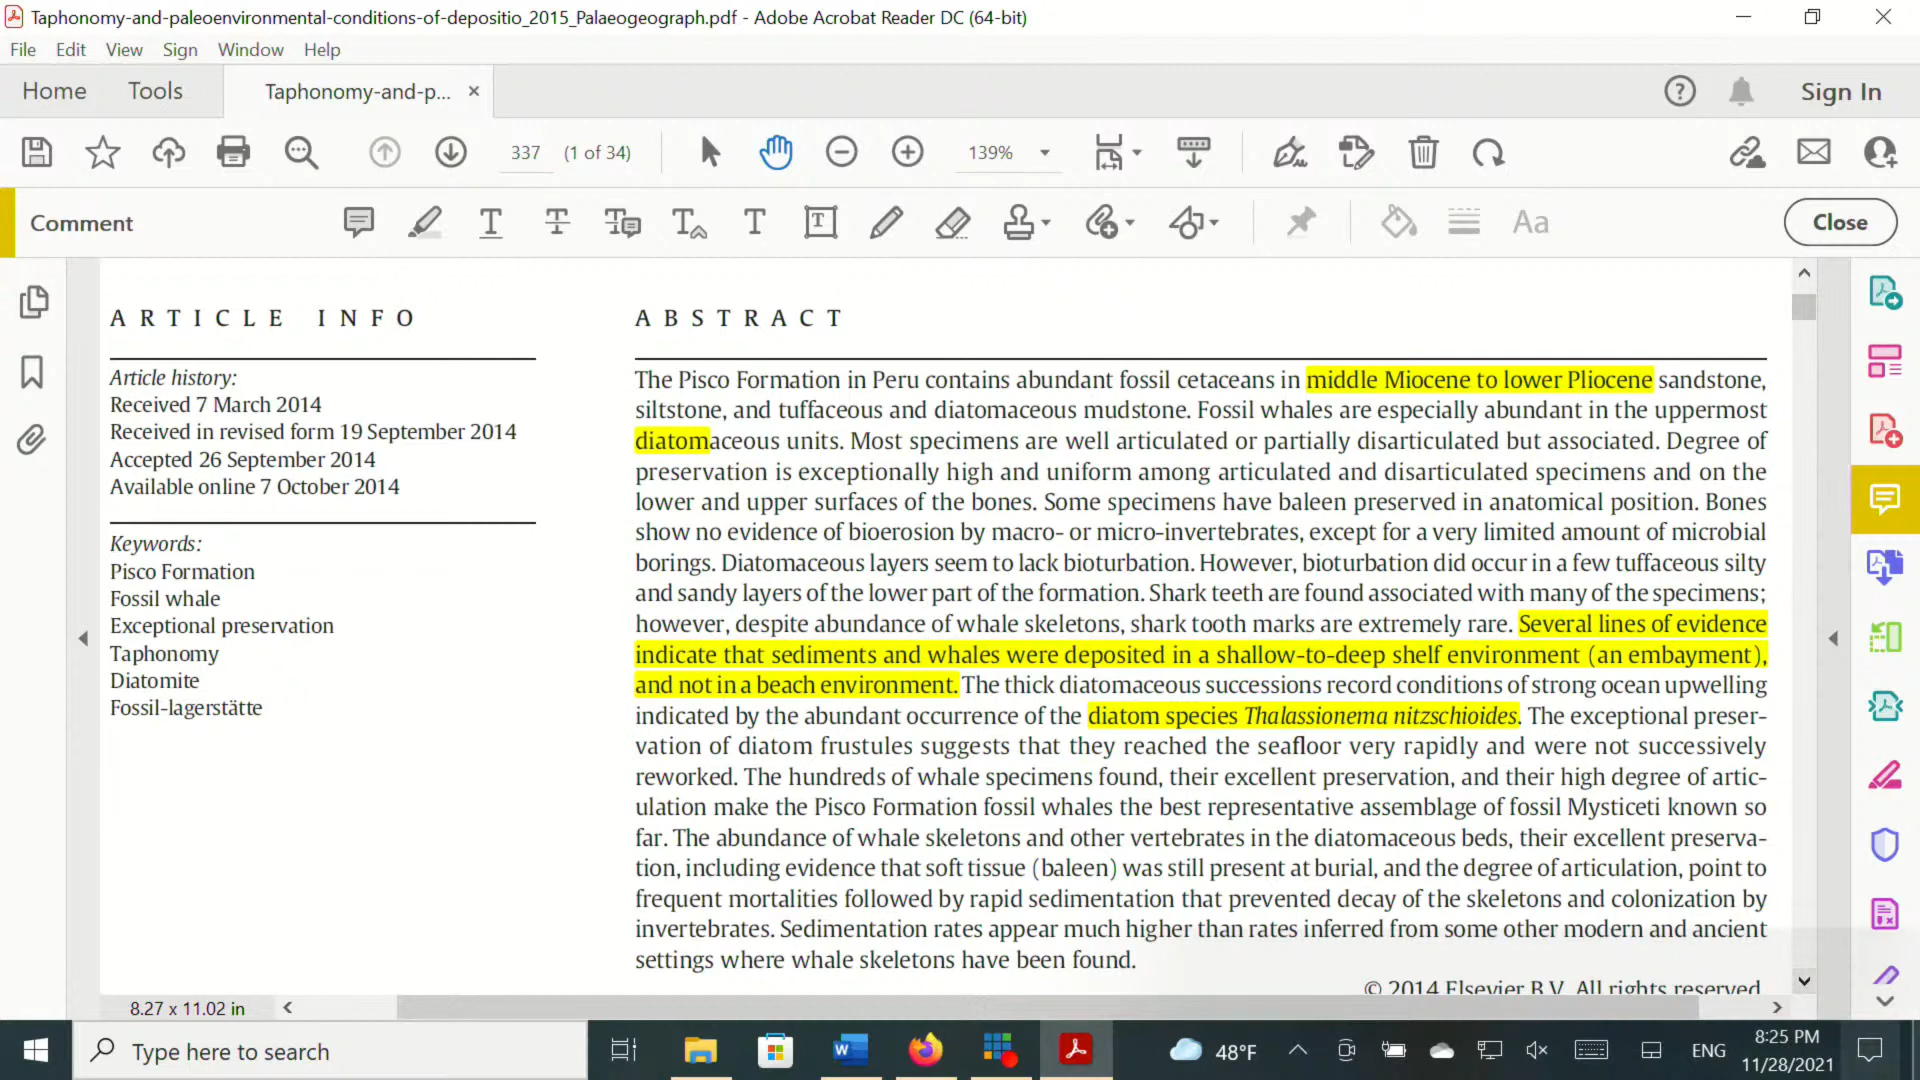 Taphonomy-and-paleoenvironmental-conditions-of-depositio_2015_Palaeogeograph.pdf - Adobe Acrobat Reader DC (64-bit)
File Edit View Sign Window Help
Home Tools Taphonomy-and-p... × Sign In
337 (1 of 34) 139%
Comment Aa Close
ARTICLE INFO
Article history:
Received 7 March 2014
Received in revised form 19 September 2014
Accepted 26 September 2014
Available online 7 October 2014
Keywords:
Pisco Formation
Fossil whale
Exceptional preservation
Taphonomy
Diatomite
Fossil-lagerstätte
ABSTRACT
The Pisco Formation in Peru contains abundant fossil cetaceans in middle Miocene to lower Pliocene sandstone,
siltstone, and tuffaceous and diatomaceous mudstone. Fossil whales are especially abundant in the uppermost
diatomaceous units. Most specimens are well articulated or partially disarticulated but associated. Degree of
preservation is exceptionally high and uniform among articulated and disarticulated specimens and on the
lower and upper surfaces of the bones. Some specimens have baleen preserved in anatomical position. Bones
show no evidence of bioerosion by macro- or micro-invertebrates, except for a very limited amount of microbial
borings. Diatomaceous layers seem to lack bioturbation. However, bioturbation did occur in a few tuffaceous silty
and sandy layers of the lower part of the formation. Shark teeth are found associated with many of the specimens;
however, despite abundance of whale skeletons, shark tooth marks are extremely rare. Several lines of evidence
indicate that sediments and whales were deposited in a shallow-to-deep shelf environment (an embayment),
and not in a beach environment. The thick diatomaceous successions record conditions of strong ocean upwelling
indicated by the abundant occurrence of the diatom species Thalassionema nitzschioides. The exceptional preser-
vation of diatom frustules suggests that they reached the seafloor very rapidly and were not successively
reworked. The hundreds of whale specimens found, their excellent preservation, and their high degree of artic-
ulation make the Pisco Formation fossil whales the best representative assemblage of fossil Mysticeti known so
far. The abundance of whale skeletons and other vertebrates in the diatomaceous beds, their excellent preserva-
tion, including evidence that soft tissue (baleen) was still present at burial, and the degree of articulation, point to
frequent mortalities followed by rapid sedimentation that prevented decay of the skeletons and colonization by
invertebrates. Sedimentation rates appear much higher than rates inferred from some other modern and ancient
settings where whale skeletons have been found.
© 2014 Elsevier B.V. All rights reserved.
8.27 x 11.02 in
Type here to search 48°F ENG 8:25 PM
11/28/2021